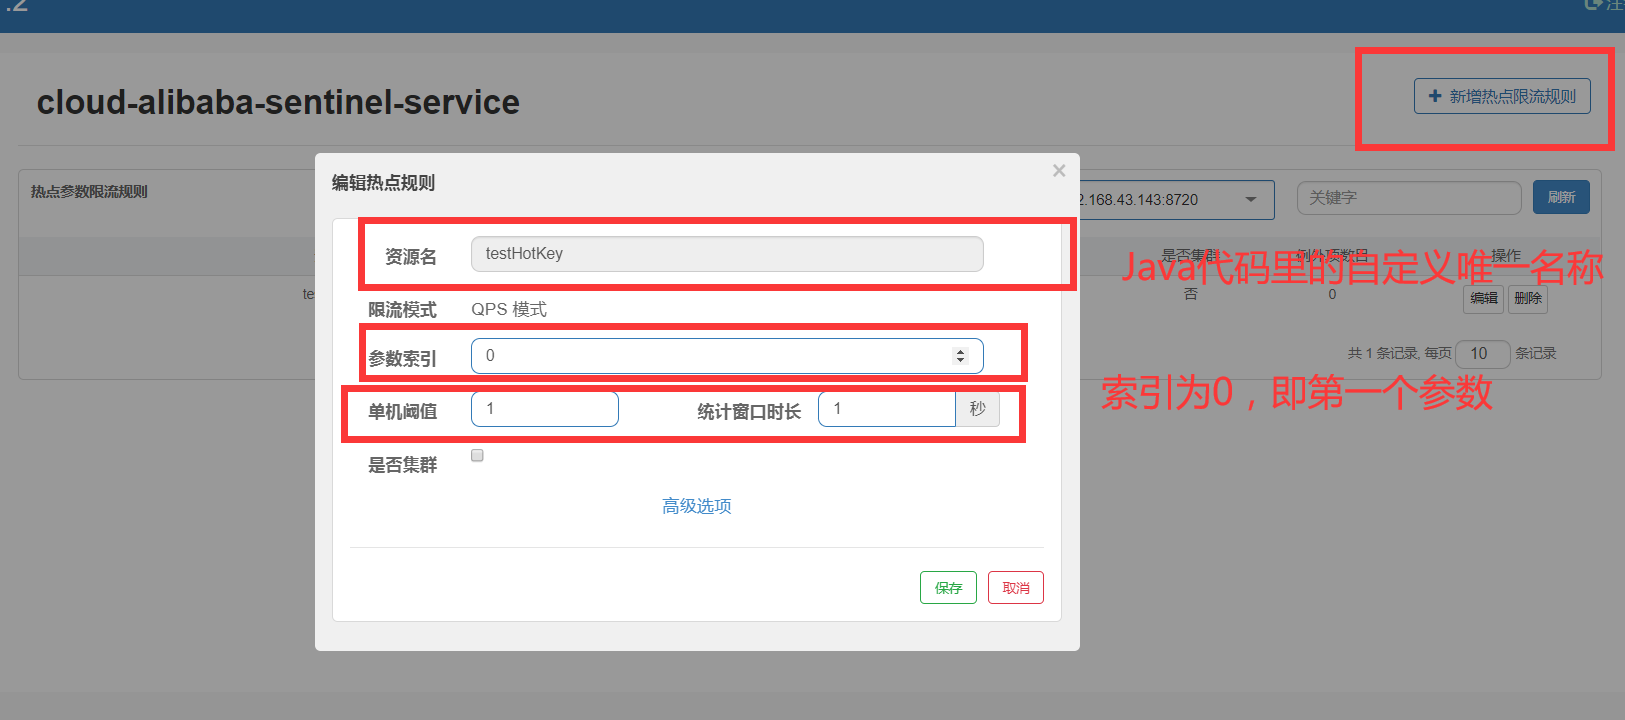 .2
注
cloud-alibaba-sentinel-service
新增热点限流规则
编辑热点规则
×
热点参数限流规则
2.168.43.143:8720
关键字
刷新
资源名
testHotKey
是否集群
例外项数目
操作
Java代码里的自定义唯一名称
te
否
0
编辑
删除
限流模式
QPS 模式
参数索引
0
共 1 条记录, 每页
10
条记录
索引为0，即第一个参数
单机阈值
1
统计窗口时长
1
秒
是否集群
高级选项
保存
取消